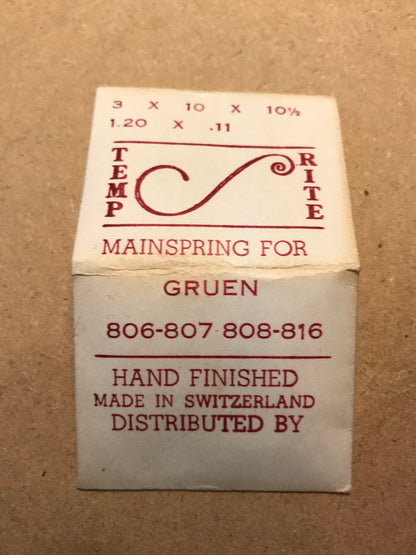 3 X 10 X 10½
1.20 X .11
TEMP RITE
MAINSPRING FOR
GRUEN
806-807 808-816
HAND FINISHED
MADE IN SWITZERLAND
DISTRIBUTED BY